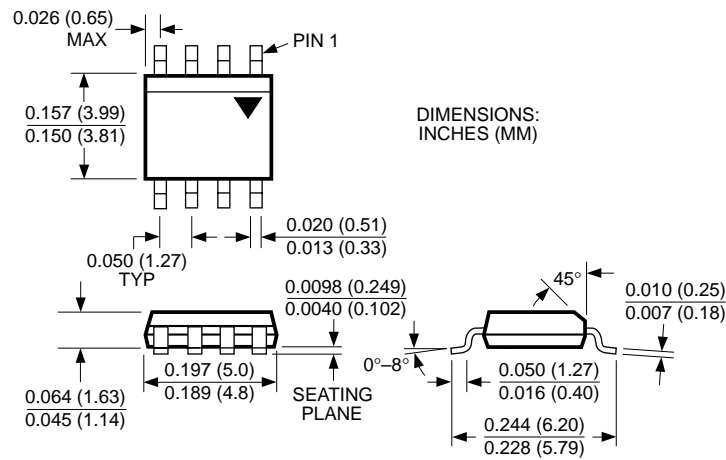 0.026 (0.65)
MAX
PIN 1
0.157 (3.99)
0.150 (3.81)
DIMENSIONS:
INCHES (MM)
0.020 (0.51)
0.013 (0.33)
0.050 (1.27)
TYP
0.0098 (0.249)
0.0040 (0.102)
45°
0.010 (0.25)
0.007 (0.18)
0°–8°
0.064 (1.63)
0.045 (1.14)
0.197 (5.0)
0.189 (4.8)
SEATING
PLANE
0.050 (1.27)
0.016 (0.40)
0.244 (6.20)
0.228 (5.79)